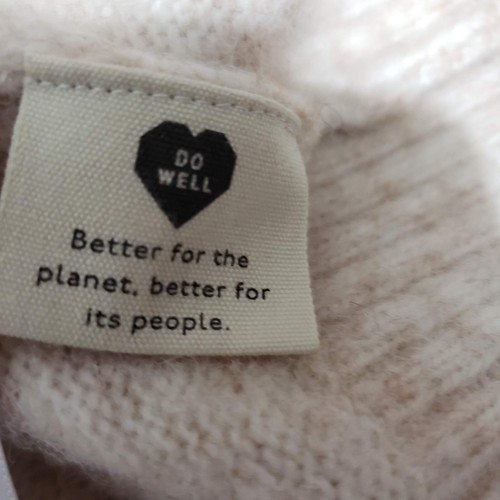 DO
WELL
Better for the
planet, better for
its people.